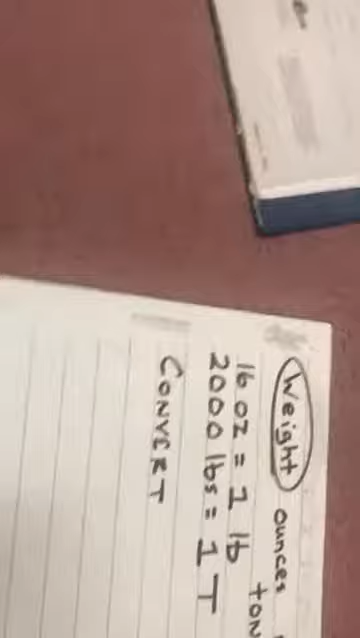 Weight ounces
ton
16 oz = 1 lb
2000 lbs = 1 T
CONVERT